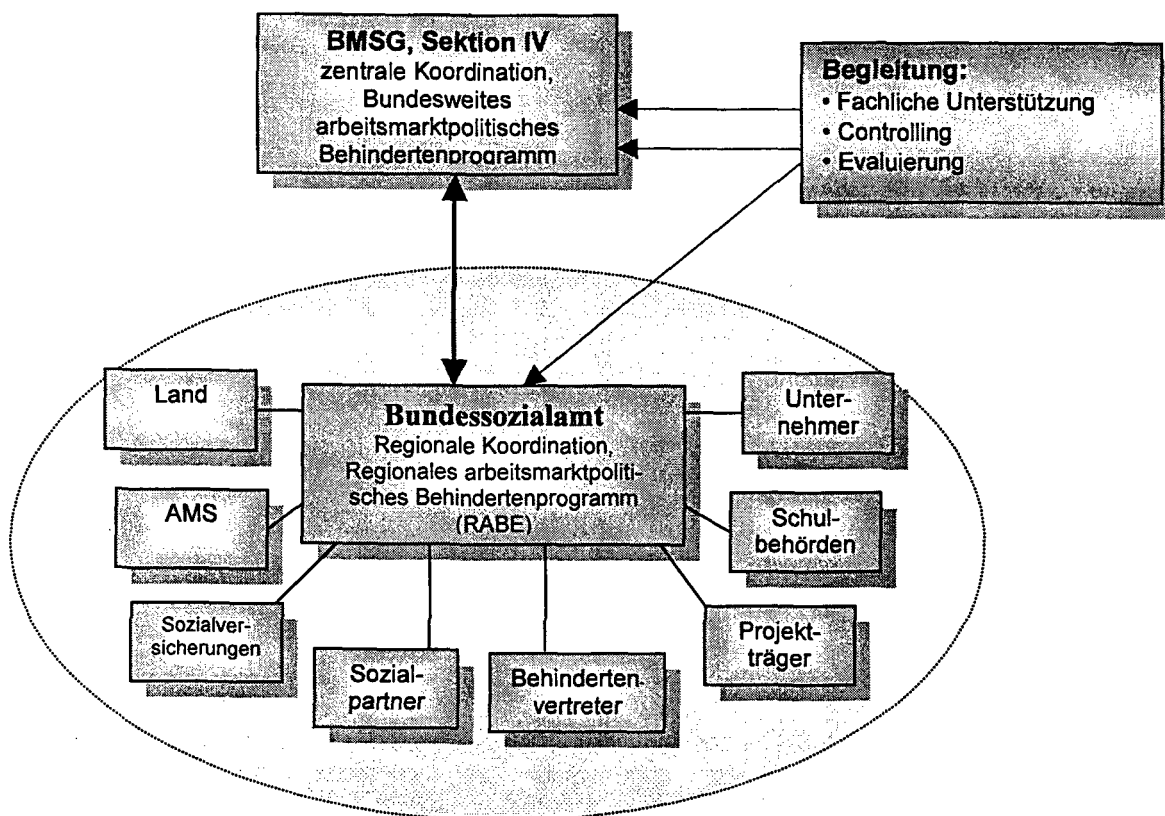 BMSG, Sektion IV
zentrale Koordination,
Bundesweites
arbeitsmarktpolitisches
Behindertenprogramm
Begleitung:
• Fachliche Unterstützung
• Controlling
• Evaluierung
Land
AMS
Sozialver-
sicherungen
Sozial-
partner
Behinderten
vertreter
Bundessozialamt
Regionale Koordination,
Regionales arbeitsmarktpoliti-
sches Behindertenprogramm
(RABE)
Unter-
nehmer
Schul-
behörden
Projekt-
träger